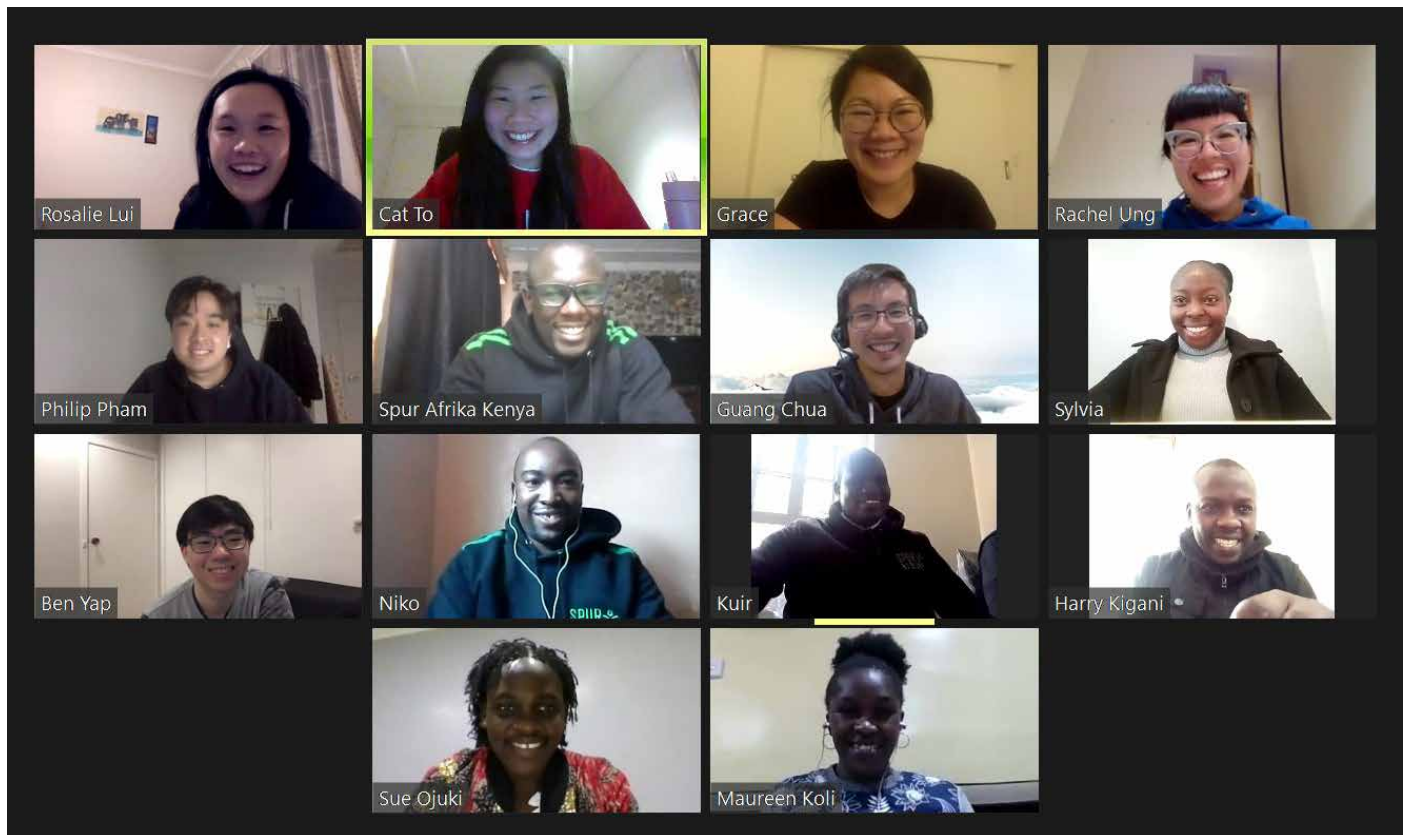 Rosalie Lui
Cat To
Grace
Rachel Ung
Philip Pham
Spur Afrika Kenya
Guang Chua
Sylvia
Ben Yap
Niko
SPUR
Kuir
Harry Kigani
Sue Ojuki
Maureen Koli